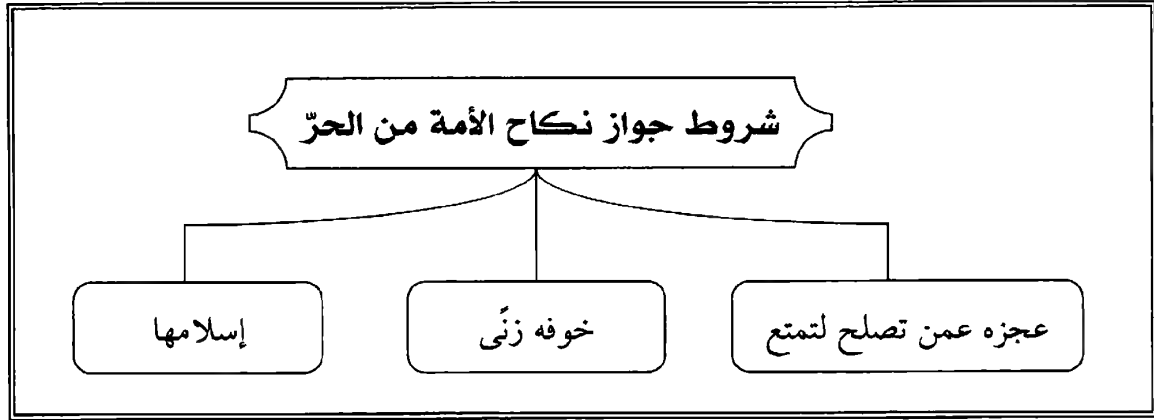 شروط جواز نكاح الأمة من الحرّ
عجزه عمن تصلح لتمتع
خوفه زنًى
إسلامها